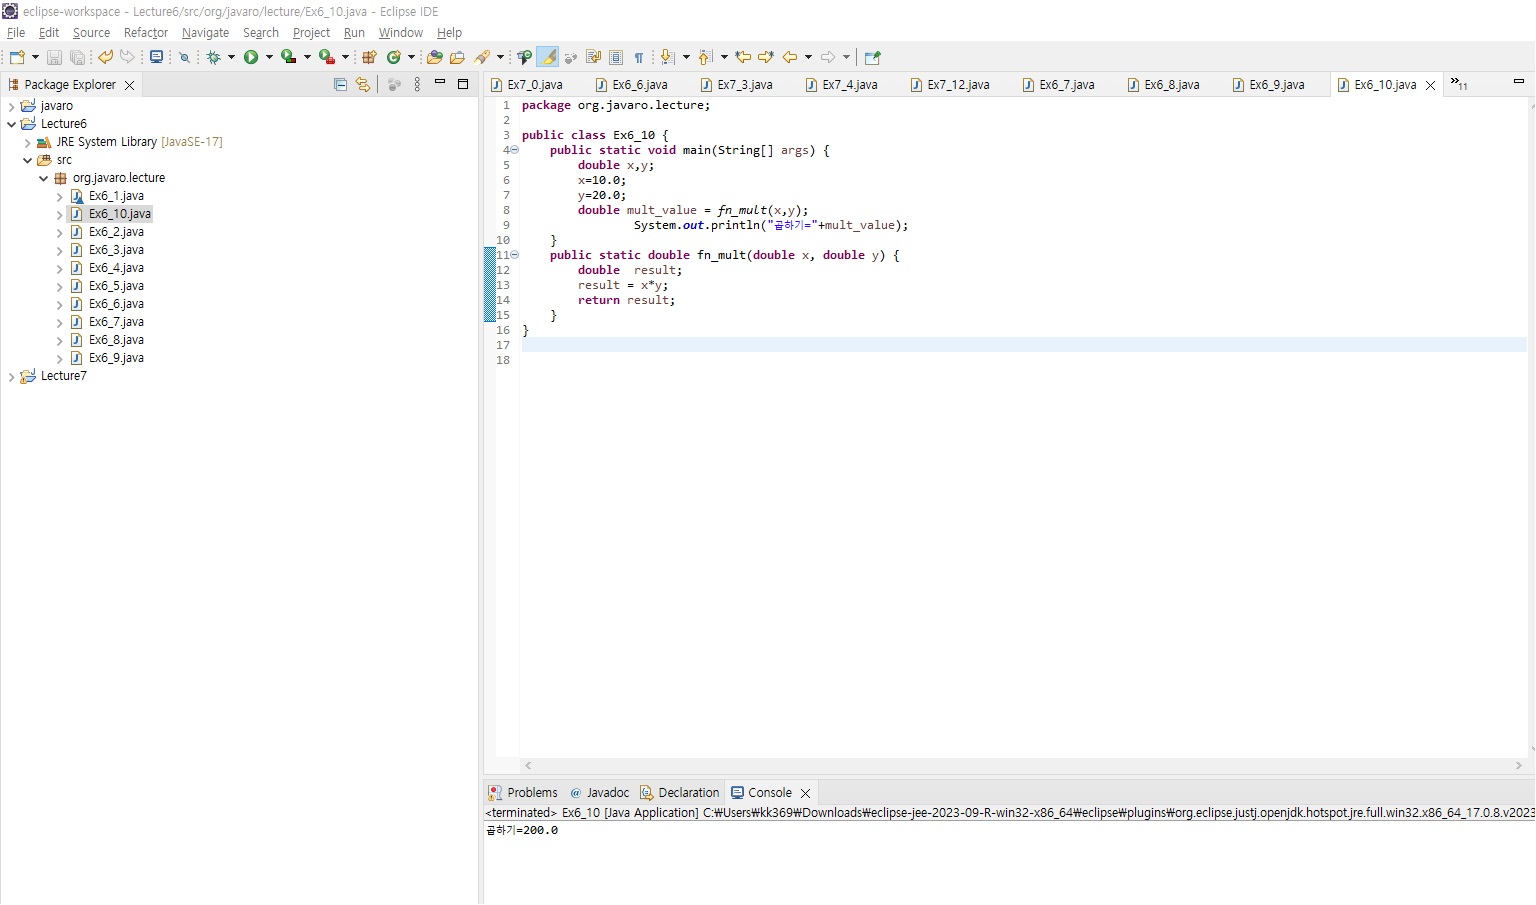 eclipse-workspace - Lecture6/src/org/javaro/lecture/Ex6_10.java - Eclipse IDE
File Edit Source Refactor Navigate Search Project Run Window Help
Package Explorer
javaro
Lecture6
JRE System Library [JavaSE-17]
src
org.javaro.lecture
Ex6_1.java
Ex6_10.java
Ex6_2.java
Ex6_3.java
Ex6_4.java
Ex6_5.java
Ex6_6.java
Ex6_7.java
Ex6_8.java
Ex6_9.java
Lecture7
Ex7_0.java Ex6_6.java Ex7_3.java Ex7_4.java Ex7_12.java Ex6_7.java Ex6_8.java Ex6_9.java Ex6_10.java »11
1 package org.javaro.lecture;
2
3 public class Ex6_10 {
4 public static void main(String[] args) {
5 double x,y;
6 x=10.0;
7 y=20.0;
8 double mult_value = fn_mult(x,y);
9 System.out.println("곱하기="+mult_value);
10 }
11 public static double fn_mult(double x, double y) {
12 double result;
13 result = x*y;
14 return result;
15 }
16 }
17
18
Problems @ Javadoc Declaration Console
<terminated> Ex6_10 [Java Application] C:₩Users₩kk369₩Downloads₩eclipse-jee-2023-09-R-win32-x86_64₩eclipse₩plugins₩org.eclipse.justj.openjdk.hotspot.jre.full.win32.x86_64_17.0.8.v2023
곱하기=200.0